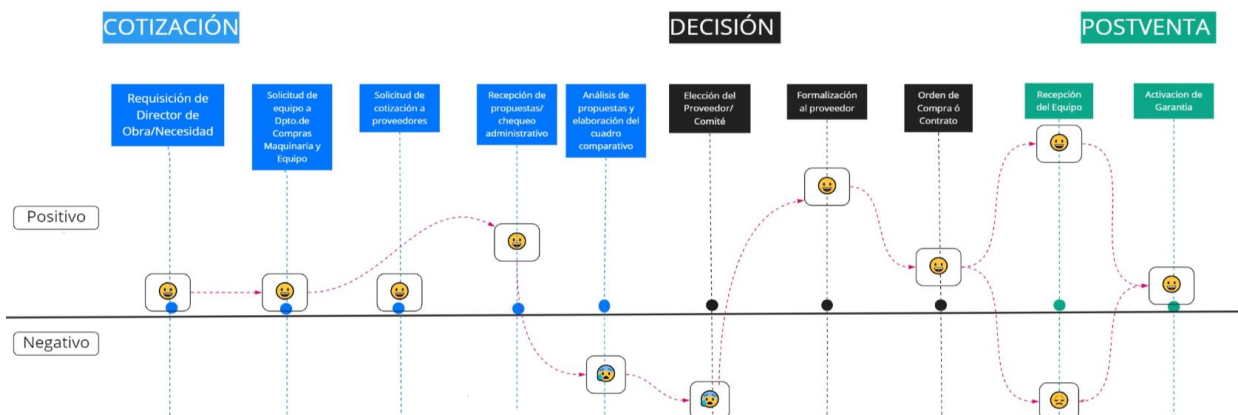 COTIZACIÓN
DECISIÓN
POSTVENTA
Requisición de
Director de
Obra/Necesidad
Solicitud de
equipo a
Dpto.de
Compras
Maquinaria y
Equipo
Solicitud de
cotización a
proveedores
Recepción de
propuestas/
chequeo
administrativo
Análisis de
propuestas y
elaboración del
cuadro
comparativo
Elección del
Proveedor/
Comité
Formalización
al proveedor
Orden de
Compra ó
Contrato
Recepción
del Equipo
Activacion de
Garantia
Positivo
Negativo